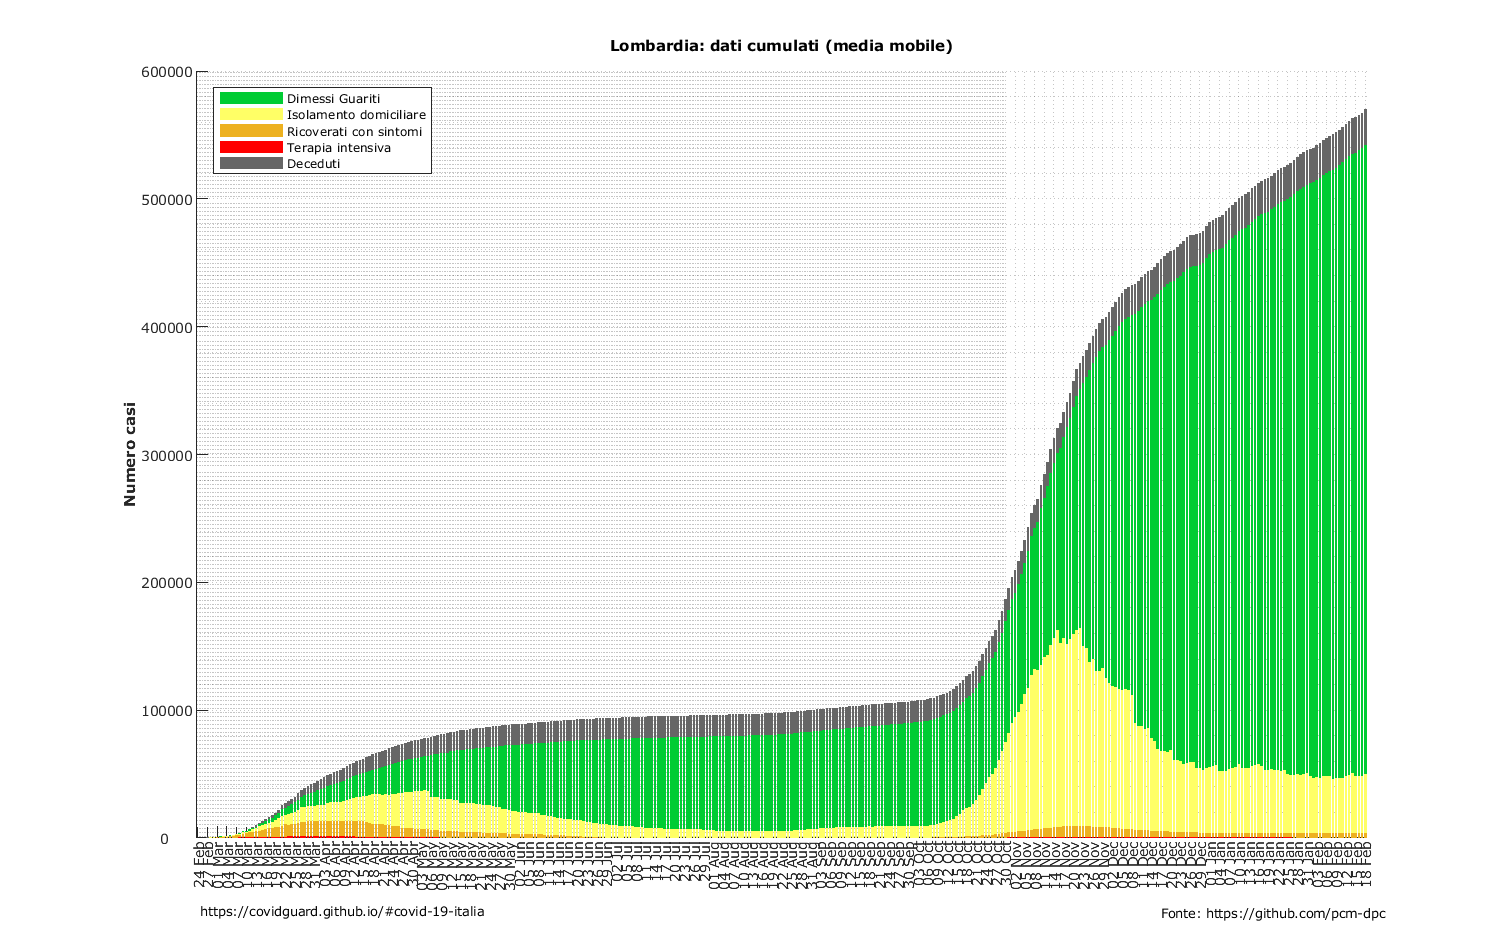 Lombardia: dati cumulati (media mobile)
600000
500000
400000
300000
200000
100000
0
Numero casi
Dimessi Guariti
Isolamento domiciliare
Ricoverati con sintomi
Terapia intensiva
Deceduti
24 Feb
27 Feb
01 Mar
04 Mar
07 Mar
10 Mar
13 Mar
16 Mar
19 Mar
22 Mar
25 Mar
28 Mar
31 Mar
03 Apr
06 Apr
09 Apr
12 Apr
15 Apr
18 Apr
21 Apr
24 Apr
27 Apr
30 Apr
03 May
06 May
09 May
12 May
15 May
18 May
21 May
24 May
27 May
30 May
02 Jun
05 Jun
08 Jun
11 Jun
14 Jun
17 Jun
20 Jun
23 Jun
26 Jun
29 Jun
02 Jul
05 Jul
08 Jul
11 Jul
14 Jul
17 Jul
20 Jul
23 Jul
26 Jul
29 Jul
01 Aug
04 Aug
07 Aug
10 Aug
13 Aug
16 Aug
19 Aug
22 Aug
25 Aug
28 Aug
31 Aug
03 Sep
06 Sep
09 Sep
12 Sep
15 Sep
18 Sep
21 Sep
24 Sep
27 Sep
30 Sep
03 Oct
06 Oct
09 Oct
12 Oct
15 Oct
18 Oct
21 Oct
24 Oct
27 Oct
30 Oct
02 Nov
05 Nov
08 Nov
11 Nov
14 Nov
17 Nov
20 Nov
23 Nov
26 Nov
29 Nov
02 Dec
05 Dec
08 Dec
11 Dec
14 Dec
17 Dec
20 Dec
23 Dec
26 Dec
29 Dec
01 Jan
04 Jan
07 Jan
10 Jan
13 Jan
16 Jan
19 Jan
22 Jan
25 Jan
28 Jan
31 Jan
03 Feb
06 Feb
09 Feb
12 Feb
15 Feb
18 Feb
https://covidguard.github.io/#covid-19-italia
Fonte: https://github.com/pcm-dpc